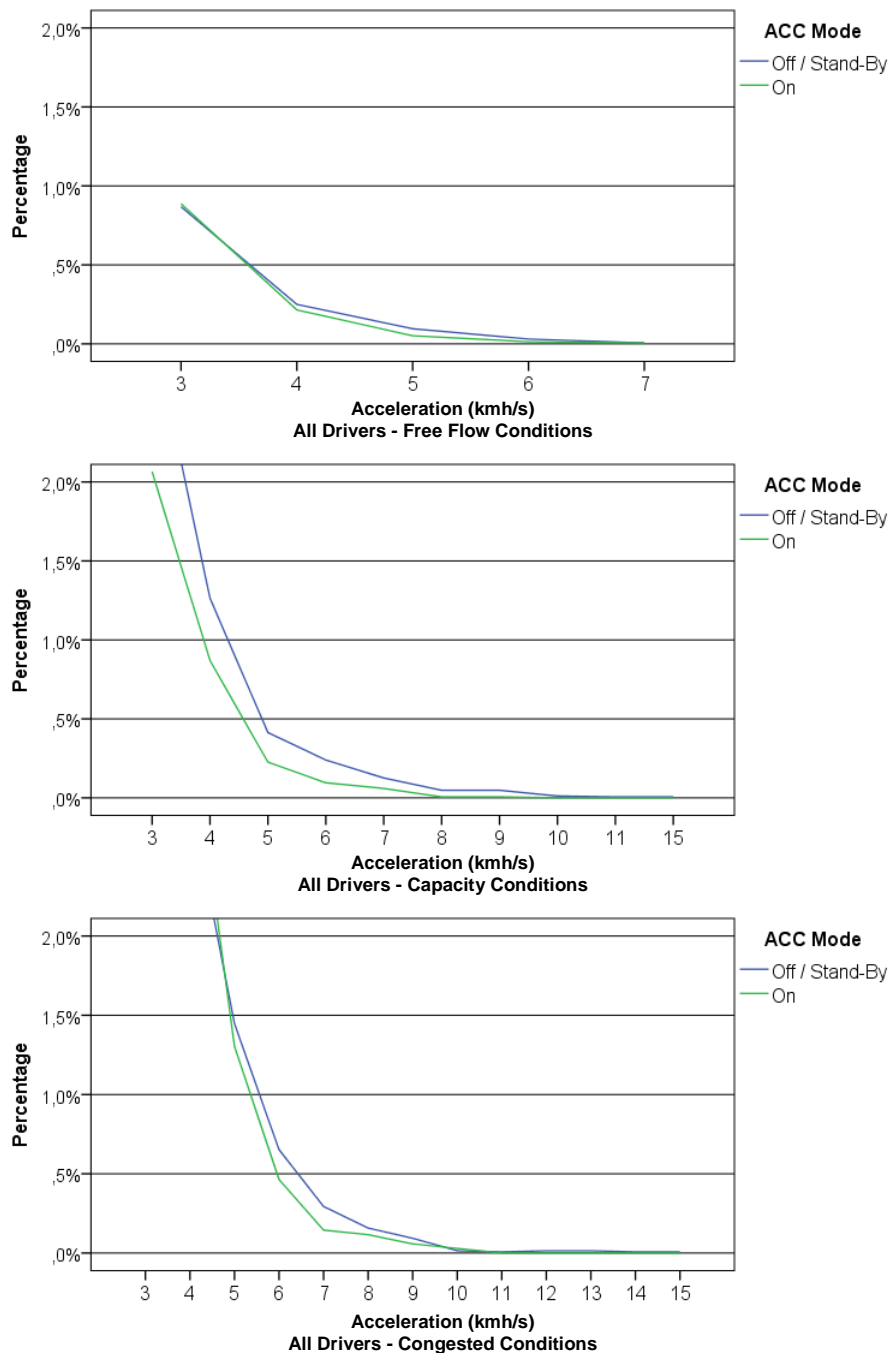 2,0%
1,5%
1,0%
,5%
,0%
Percentage
3 4 5 6 7
Acceleration (kmh/s)
All Drivers - Free Flow Conditions
ACC Mode
Off / Stand-By
On
2,0%
1,5%
1,0%
,5%
,0%
Percentage
3 4 5 6 7 8 9 10 11 15
Acceleration (kmh/s)
All Drivers - Capacity Conditions
ACC Mode
Off / Stand-By
On
2,0%
1,5%
1,0%
,5%
,0%
Percentage
3 4 5 6 7 8 9 10 11 12 13 14 15
Acceleration (kmh/s)
All Drivers - Congested Conditions
ACC Mode
Off / Stand-By
On